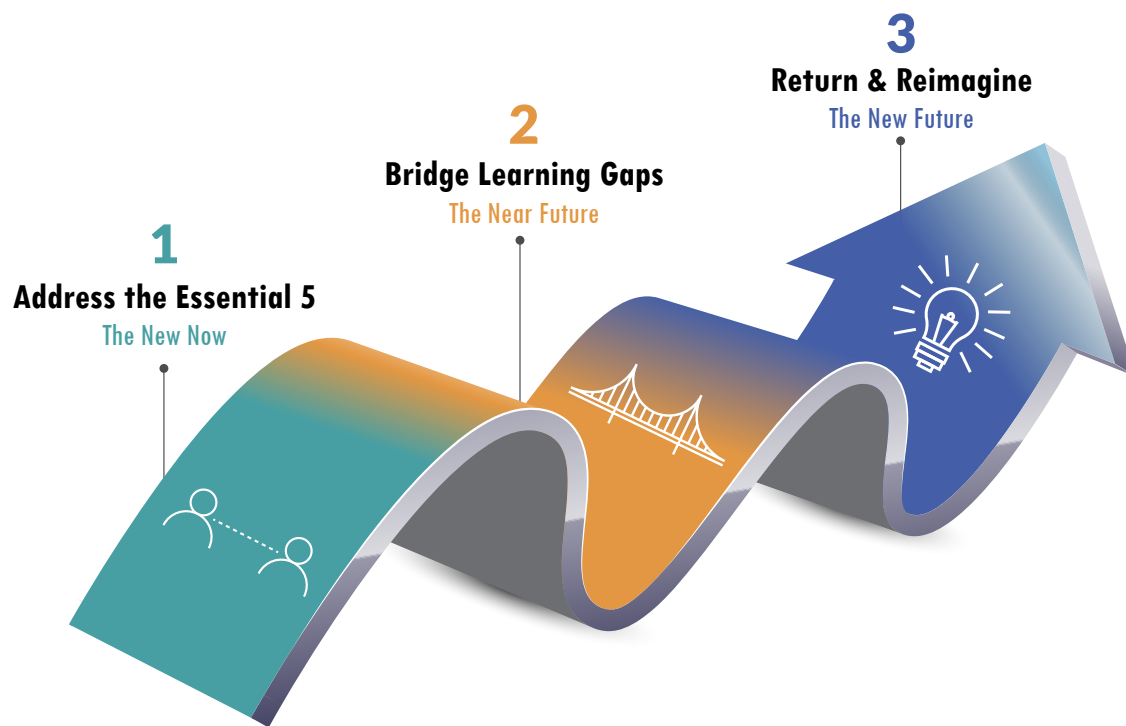 1
Address the Essential 5
The New Now
2
Bridge Learning Gaps
The Near Future
3
Return & Reimagine
The New Future